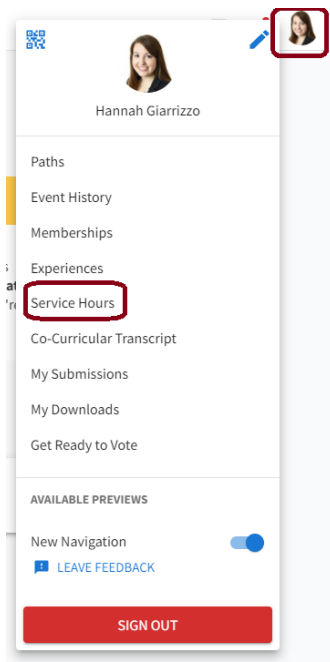 Hannah Giarrizzo
Paths
Event History
Memberships
Experiences
Service Hours
Co-Curricular Transcript
My Submissions
My Downloads
Get Ready to Vote
AVAILABLE PREVIEWS
New Navigation
LEAVE FEEDBACK
SIGN OUT